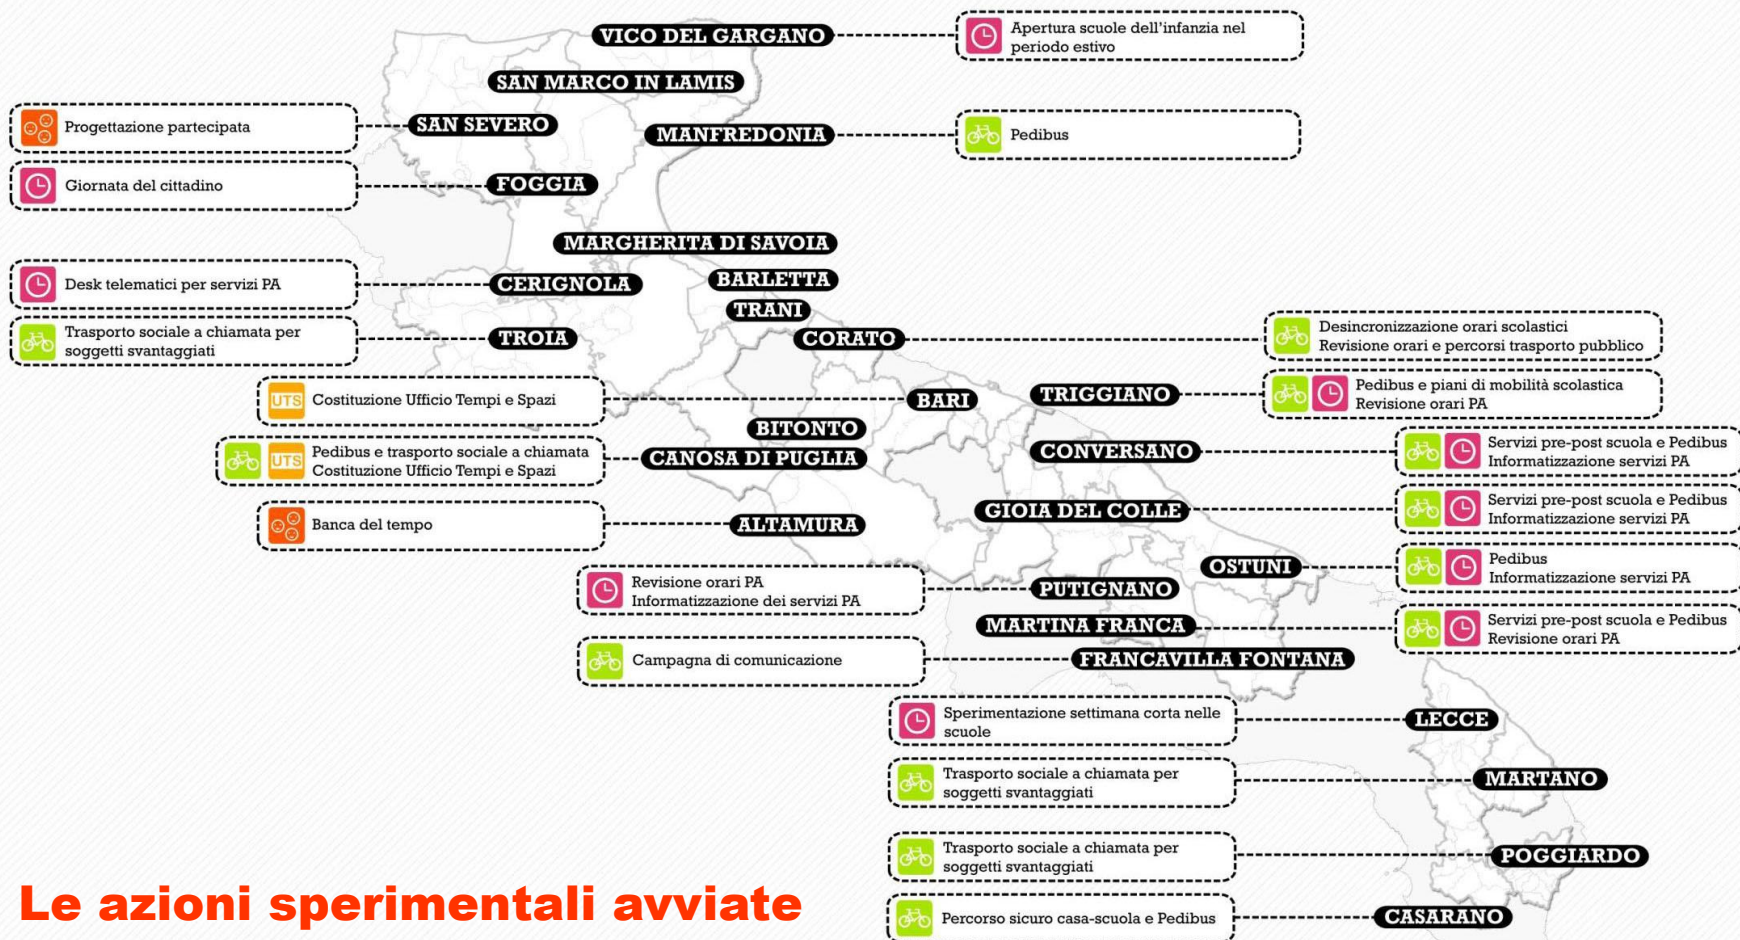 VICO DEL GARGANO
Apertura scuole dell'infanzia nel
periodo estivo
SAN MARCO IN LAMIS
Progettazione partecipata
SAN SEVERO
MANFREDONIA
Pedibus
Giornata del cittadino
FOGGIA
MARGHERITA DI SAVOIA
Desk telematici per servizi PA
CERIGNOLA
BARLETTA
TRANI
Trasporto sociale a chiamata per
soggetti svantaggiati
TROIA
CORATO
Desincronizzazione orari scolastici
Revisione orari e percorsi trasporto pubblico
UTS
Costituzione Ufficio Tempi e Spazi
BARI
TRIGGIANO
Pedibus e piani di mobilità scolastica
Revisione orari PA
BITONTO
UTS
Pedibus e trasporto sociale a chiamata
Costituzione Ufficio Tempi e Spazi
CANOSA DI PUGLIA
CONVERSANO
Servizi pre-post scuola e Pedibus
Informatizzazione servizi PA
Banca del tempo
ALTAMURA
GIOIA DEL COLLE
Servizi pre-post scuola e Pedibus
Informatizzazione servizi PA
OSTUNI
Pedibus
Informatizzazione servizi PA
Revisione orari PA
Informatizzazione dei servizi PA
PUTIGNANO
MARTINA FRANCA
Servizi pre-post scuola e Pedibus
Revisione orari PA
Campagna di comunicazione
FRANCAVILLA FONTANA
Sperimentazione settimana corta nelle
scuole
LECCE
Trasporto sociale a chiamata per
soggetti svantaggiati
MARTANO
Trasporto sociale a chiamata per
soggetti svantaggiati
POGGIARDO
Percorso sicuro casa-scuola e Pedibus
CASARANO
Le azioni sperimentali avviate